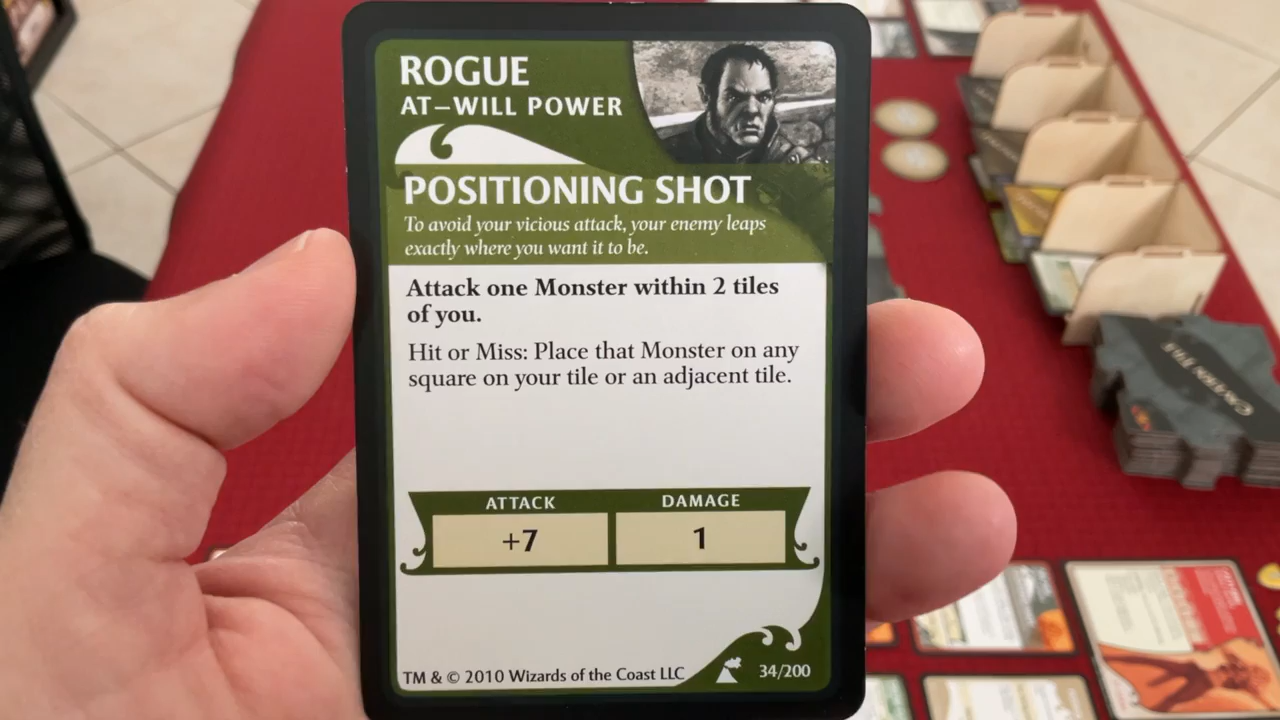 ROGUE
AT–WILL POWER
POSITIONING SHOT
To avoid your vicious attack, your enemy leaps
exactly where you want it to be.
Attack one Monster within 2 tiles
of you.
Hit or Miss: Place that Monster on any
square on your tile or an adjacent tile.
ATTACK DAMAGE
+7 1
TM & © 2010 Wizards of the Coast LLC
34/200